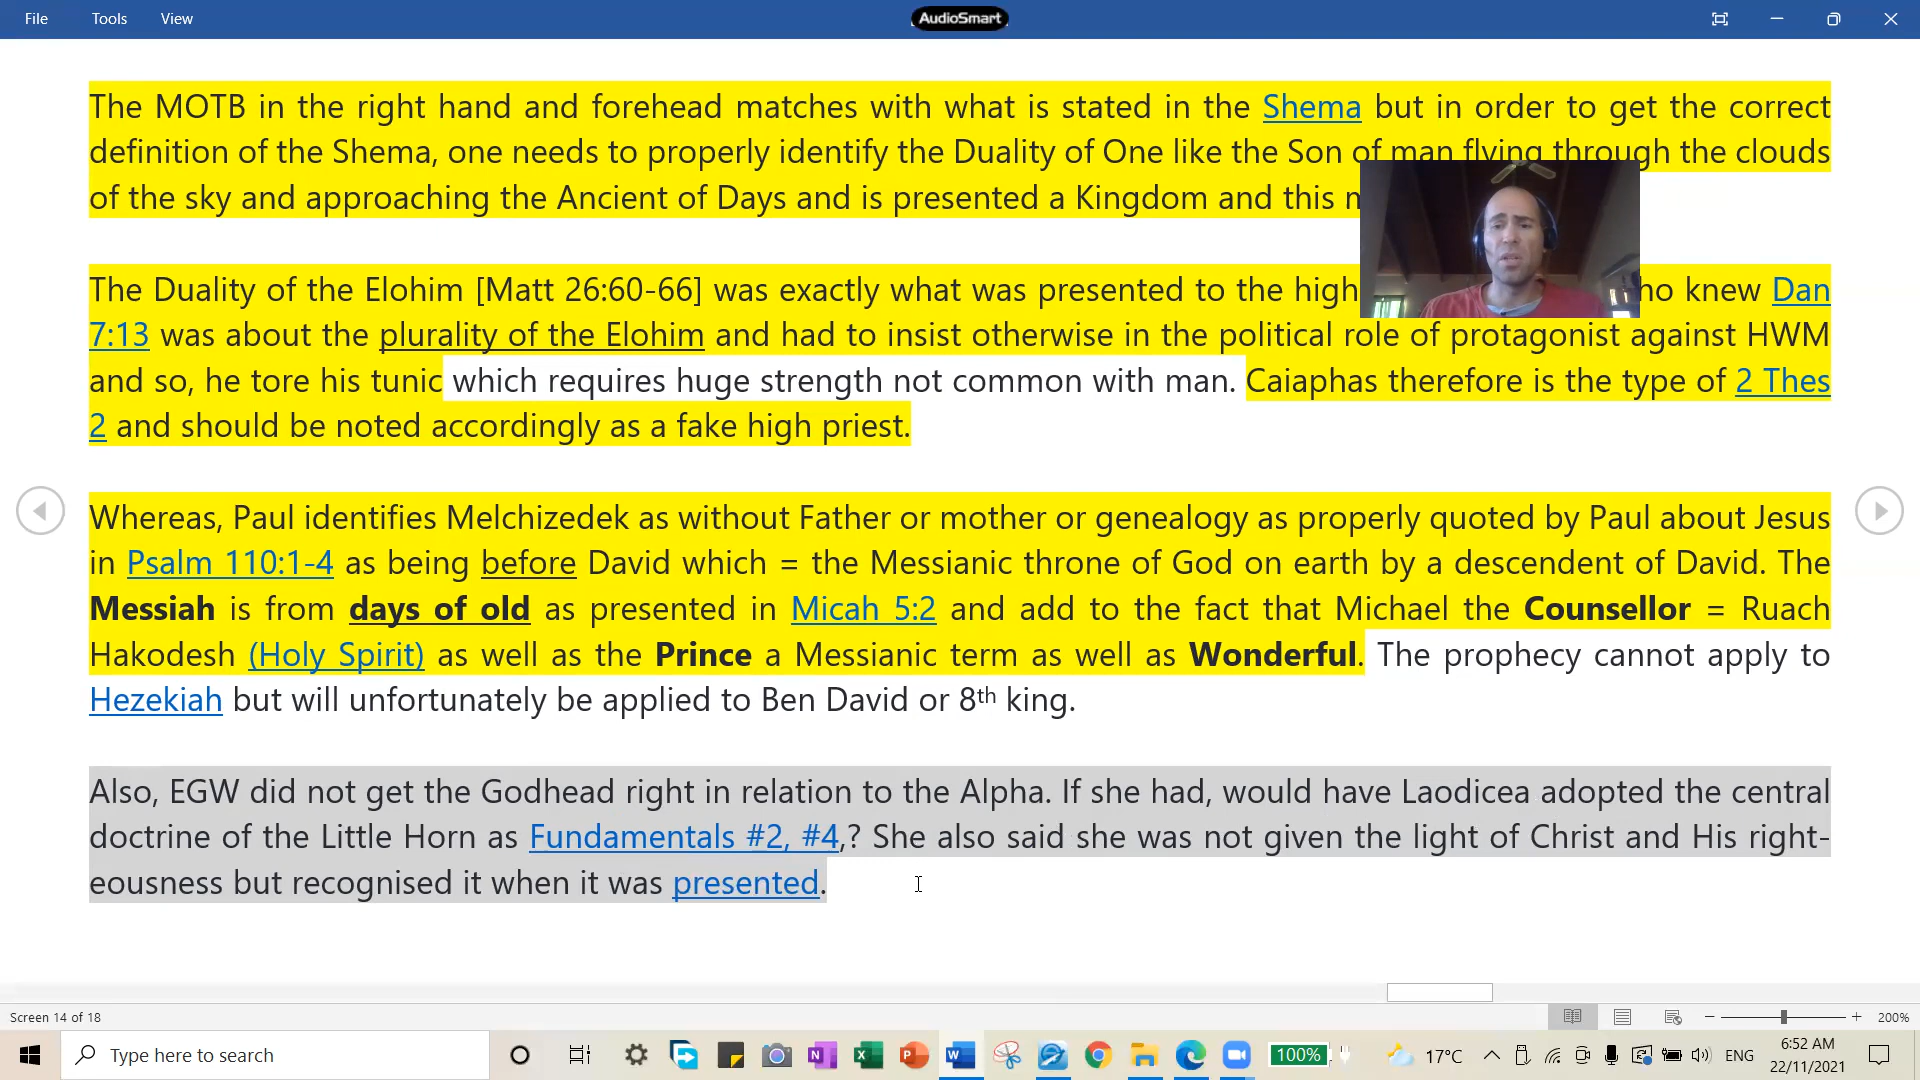 File Tools View
AudioSmart
The MOTB in the right hand and forehead matches with what is stated in the Shema but in order to get the correct
definition of the Shema, one needs to properly identify the Duality of One like the Son of man flying through the clouds
of the sky and approaching the Ancient of Days and is presented a Kingdom and this
The Duality of the Elohim [Matt 26:60-66] was exactly what was presented to the high knew Dan
7:13 was about the plurality of the Elohim and had to insist otherwise in the political role of protagonist against HWM
and so, he tore his tunic which requires huge strength not common with man. Caiaphas therefore is the type of 2 Thes
2 and should be noted accordingly as a fake high priest.
Whereas, Paul identifies Melchizedek as without Father or mother or genealogy as properly quoted by Paul about Jesus
in Psalm 110:1-4 as being before David which = the Messianic throne of God on earth by a descendent of David. The
Messiah is from days of old as presented in Micah 5:2 and add to the fact that Michael the Counsellor = Ruach
Hakodesh (Holy Spirit) as well as the Prince a Messianic term as well as Wonderful. The prophecy cannot apply to
Hezekiah but will unfortunately be applied to Ben David or 8th king.
Also, EGW did not get the Godhead right in relation to the Alpha. If she had, would have Laodicea adopted the central
doctrine of the Little Horn as Fundamentals #2, #4,? She also said she was not given the light of Christ and His right-
eousness but recognised it when it was presented.
Screen 14 of 18
200%
Type here to search
100%
17°C
ENG
6:52 AM
22/11/2021